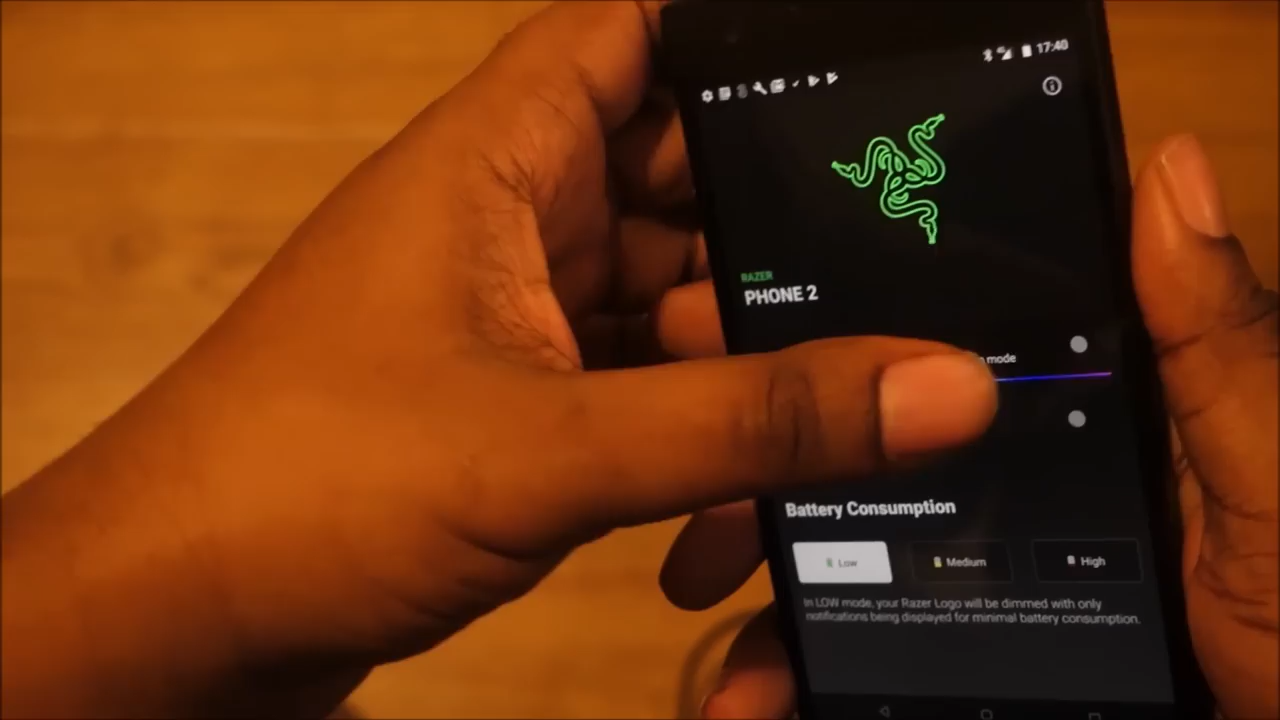 17:40
RAZER
PHONE 2
mode
Battery Consumption
Low
Medium
High
In LOW mode, your Razer Logo will be dimmed with only
notifications being displayed for minimal battery consumption.